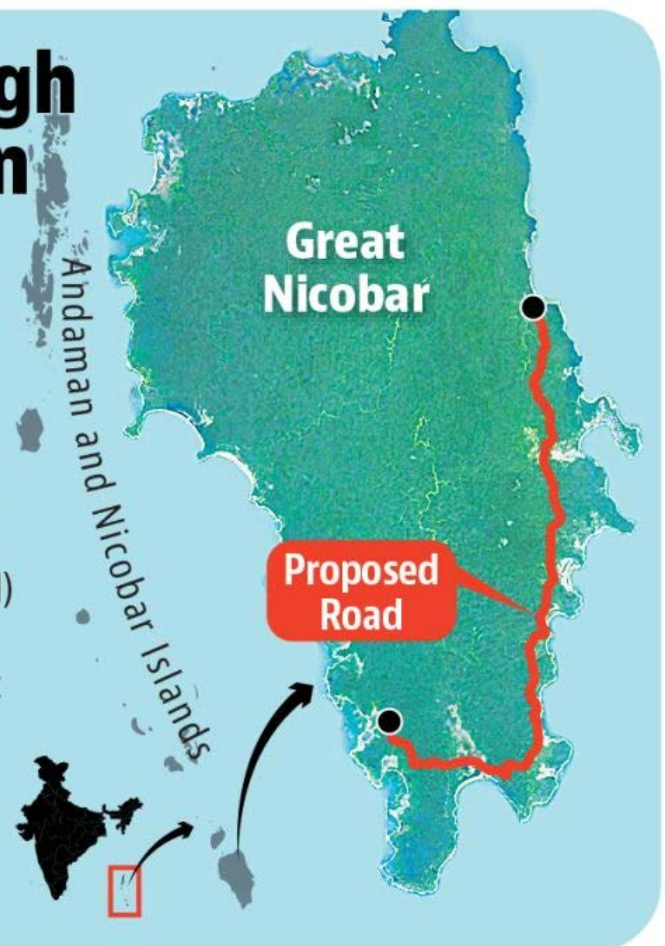 gh
n
Great
Nicobar
Andaman and Nicobar Islands
)
Proposed
Road